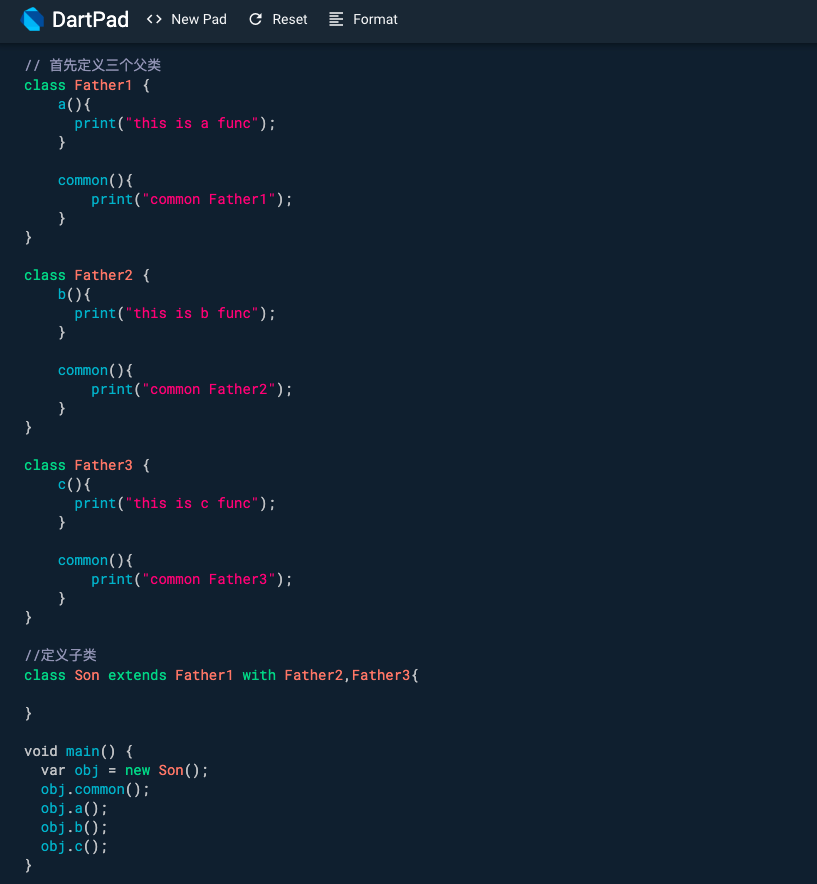 DartPad <> New Pad Reset Format
// 首先定义三个父类
class Father1 {
    a(){
      print("this is a func");
    }
    common(){
        print("common Father1");
    }
}
class Father2 {
    b(){
      print("this is b func");
    }
    common(){
        print("common Father2");
    }
}
class Father3 {
    c(){
      print("this is c func");
    }
    common(){
        print("common Father3");
    }
}
//定义子类
class Son extends Father1 with Father2,Father3{
}
void main() {
  var obj = new Son();
  obj.common();
  obj.a();
  obj.b();
  obj.c();
}